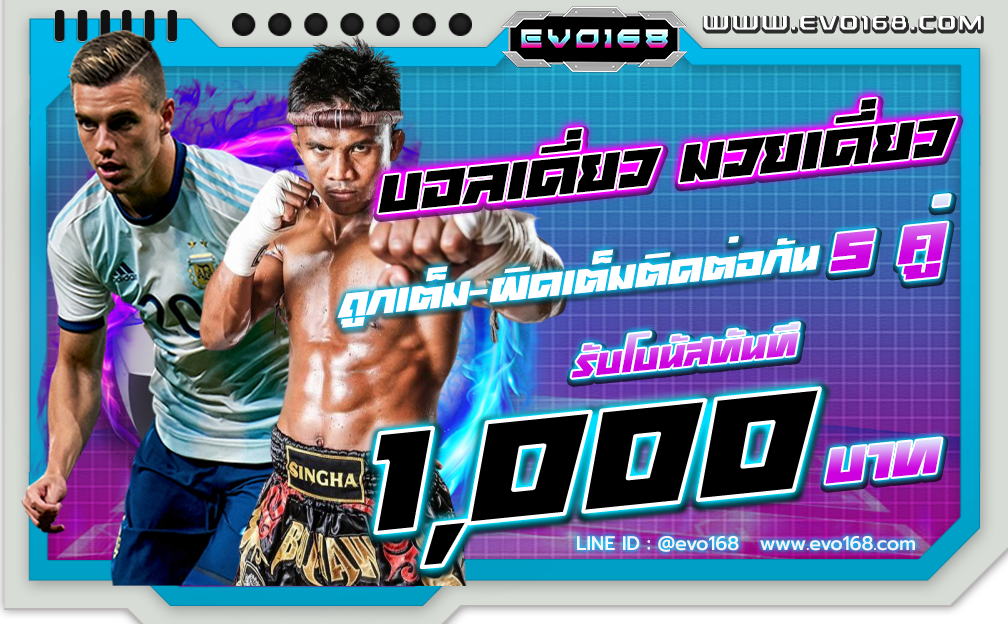 EVO168
WWW.EVO168.COM
บอลเดี่ยว มวยเดี่ยว
ถูกเต็ม-ผิดเต็มติดต่อกัน 5 คู่
รับโบนัสทันที
1,000 บาท
LINE ID : @evo168 www.evo168.com
20
SINGHA